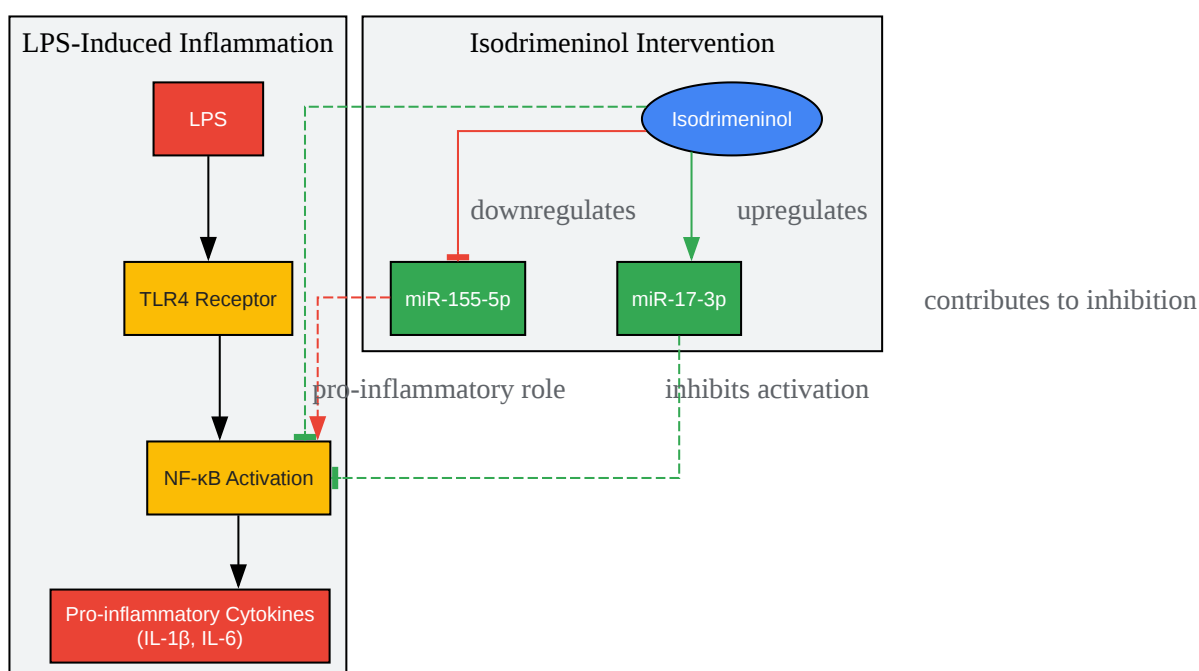 LPS-Induced Inflammation
Isodrimeninol Intervention
LPS
Isodrimeninol
downregulates
upregulates
TLR4 Receptor
miR-155-5p
miR-17-3p
contributes to inhibition
pro-inflammatory role
inhibits activation
NF-κB Activation
Pro-inflammatory Cytokines
(IL-1β, IL-6)